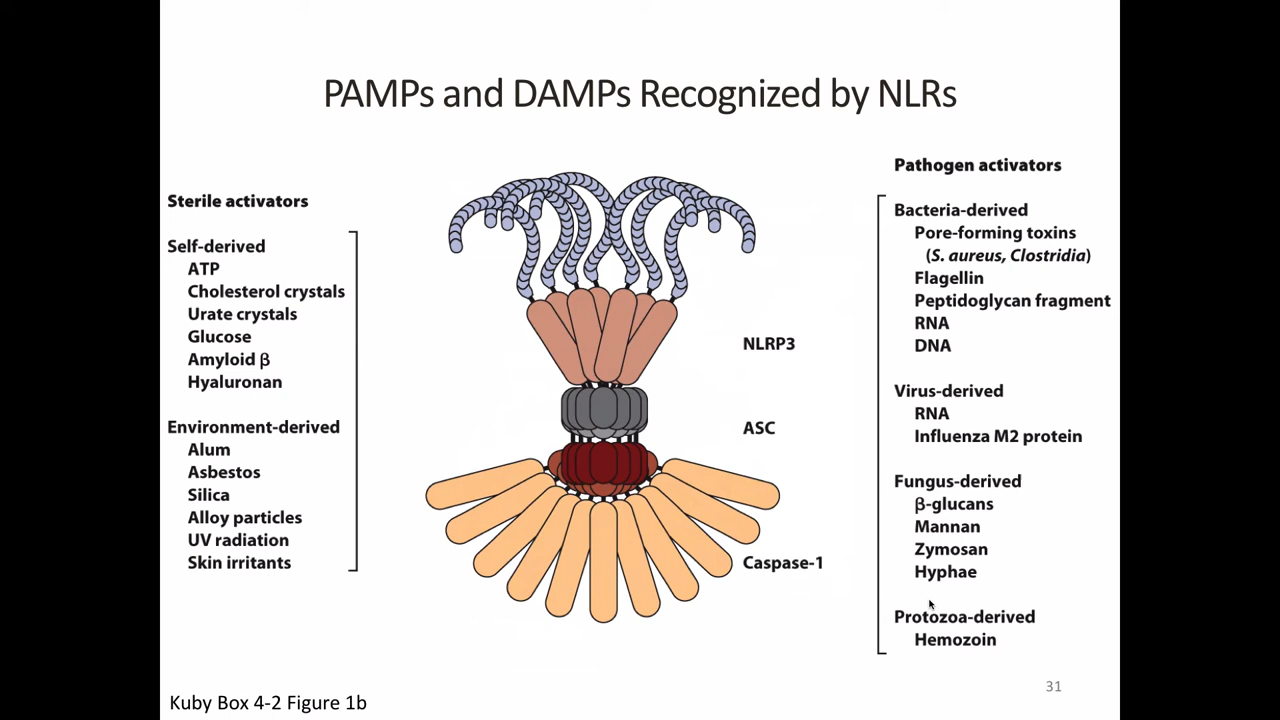 PAMPs and DAMPs Recognized by NLRs
Sterile activators
Self-derived
ATP
Cholesterol crystals
Urate crystals
Glucose
Amyloid β
Hyaluronan
Environment-derived
Alum
Asbestos
Silica
Alloy particles
UV radiation
Skin irritants
NLRP3
ASC
Caspase-1
Pathogen activators
Bacteria-derived
Pore-forming toxins
(S. aureus, Clostridia)
Flagellin
Peptidoglycan fragment
RNA
DNA
Virus-derived
RNA
Influenza M2 protein
Fungus-derived
β-glucans
Mannan
Zymosan
Hyphae
Protozoa-derived
Hemozoin
31
Kuby Box 4-2 Figure 1b